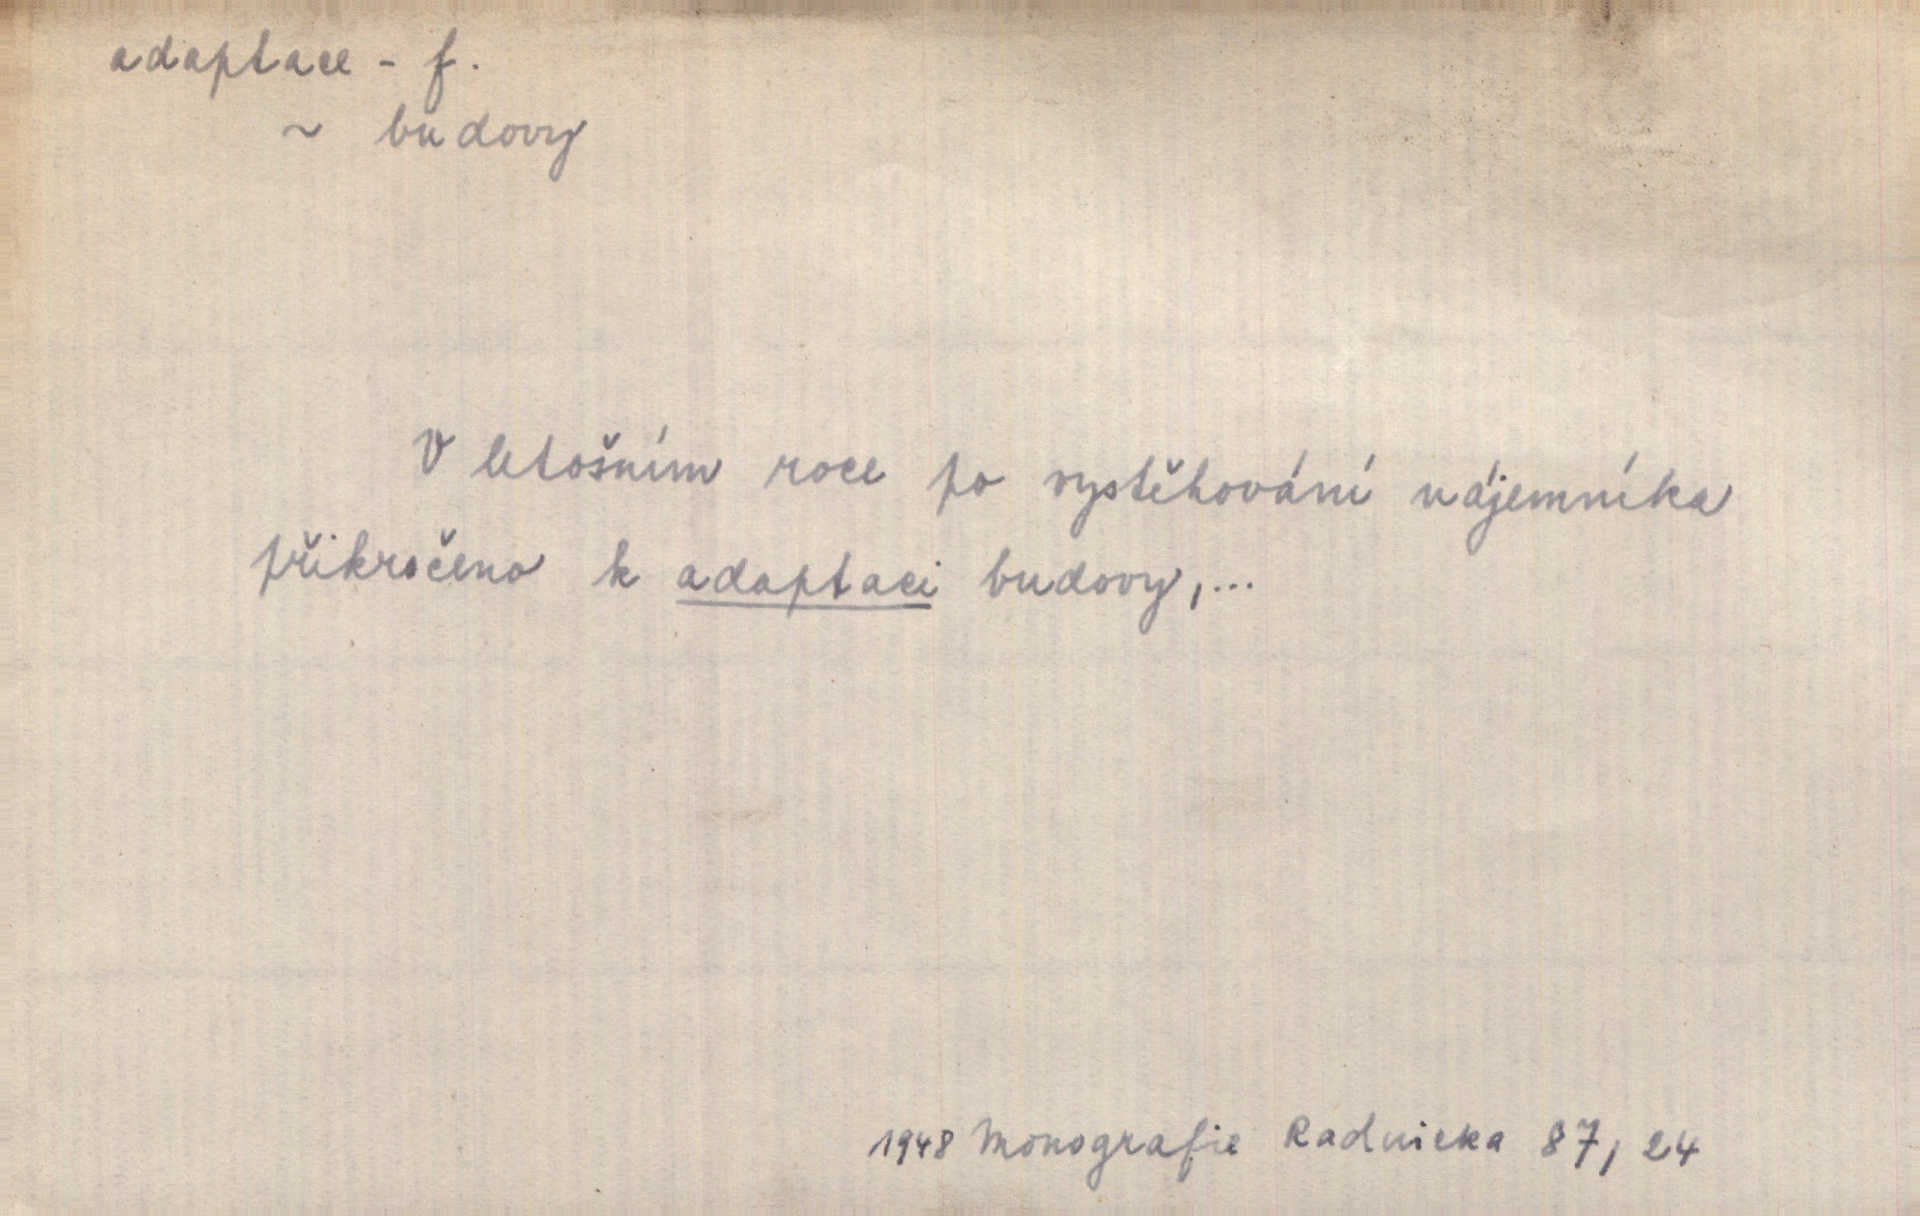 adaptace - f.
~ budovy
V letošním roce po vystěhování nájemníka
přikročeno k adaptaci budovy,...
1948 Monografie Radnicka 87, 24